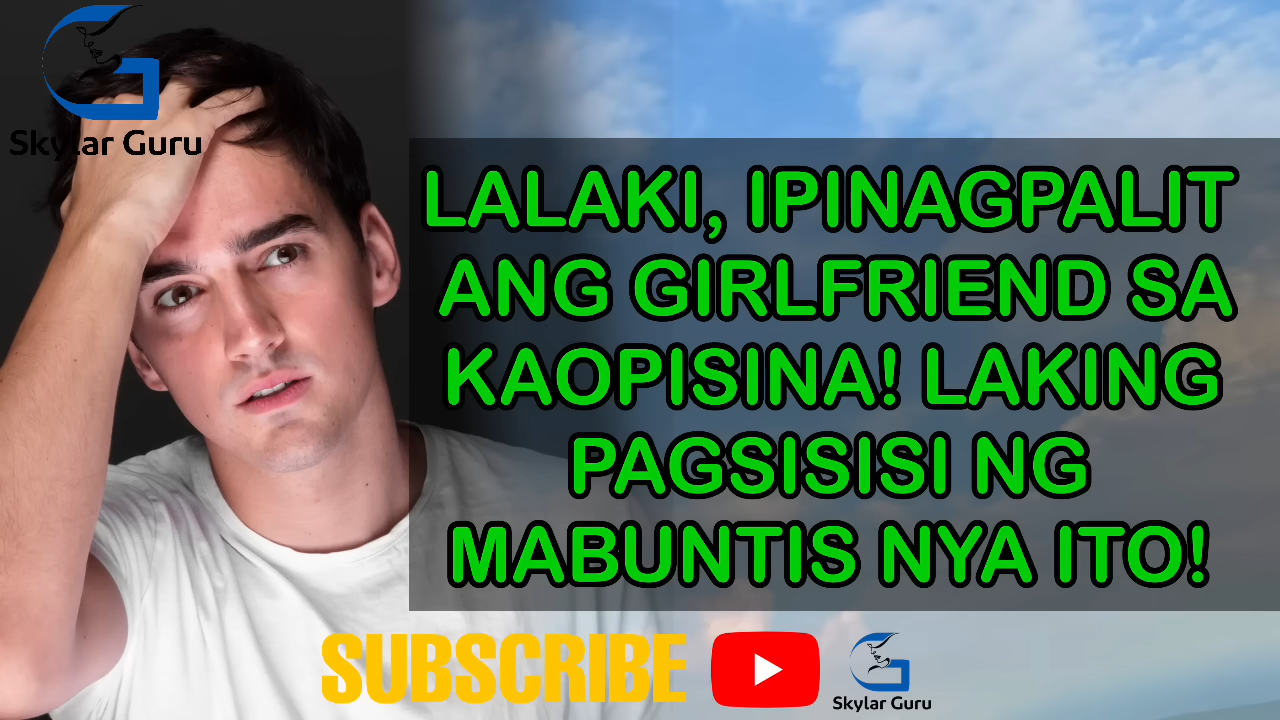 Skylar Guru
LALAKI, IPINAGPALIT
ANG GIRLFRIEND SA
KAOPISINA! LAKING
PAGSISISI NG
MABUNTIS NYA ITO!
SUBSCRIBE
Skylar Guru